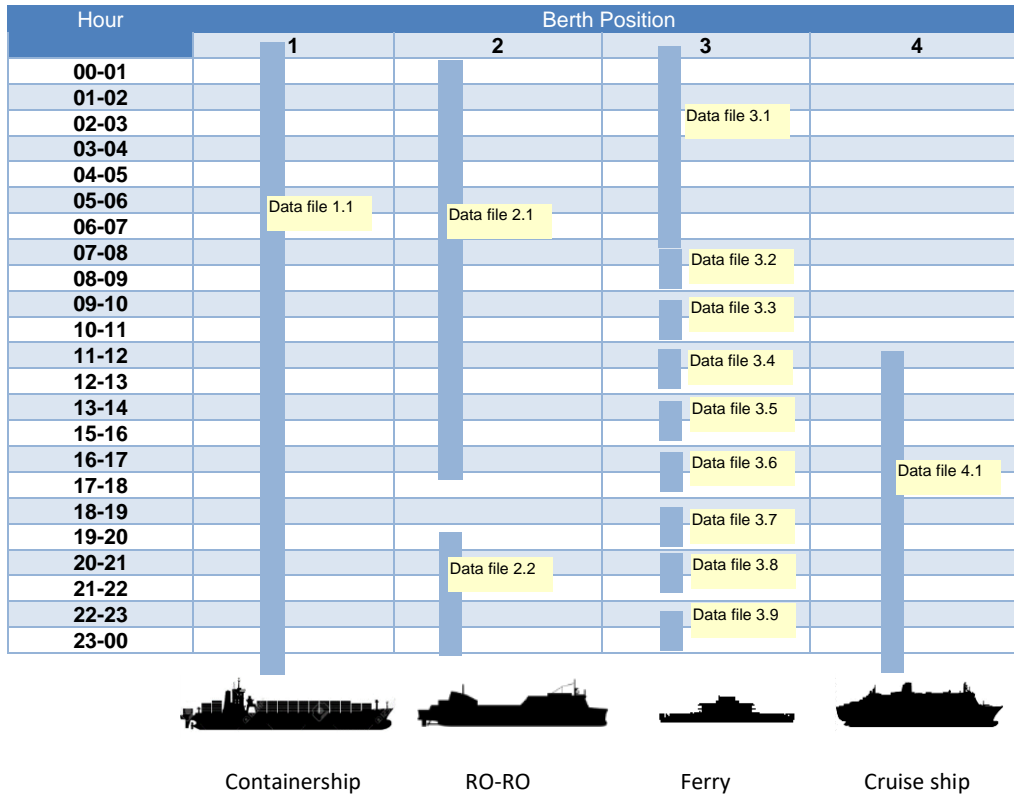 Hour Berth Position
1 2 3 4
00-01
01-02
02-03 Data file 3.1
03-04
04-05
05-06 Data file 1.1
06-07 Data file 2.1
07-08 Data file 3.2
08-09
09-10 Data file 3.3
10-11
11-12 Data file 3.4
12-13
13-14 Data file 3.5
15-16
16-17 Data file 3.6 Data file 4.1
17-18
18-19 Data file 3.7
19-20
20-21 Data file 2.2 Data file 3.8
21-22
22-23 Data file 3.9
23-00
Containership RO-RO Ferry Cruise ship